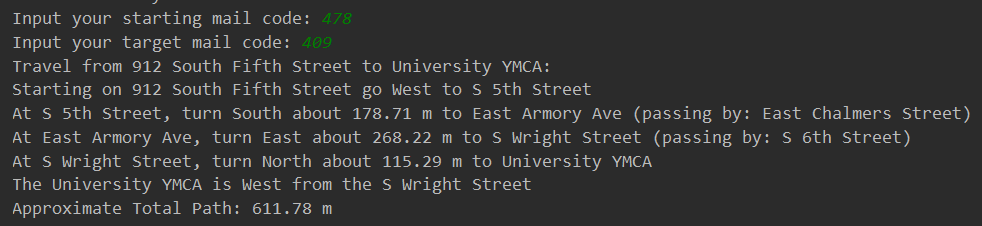 Input your starting mail code: 478
Input your target mail code: 409
Travel from 912 South Fifth Street to University YMCA:
Starting on 912 South Fifth Street go West to S 5th Street
At S 5th Street, turn South about 178.71 m to East Armory Ave (passing by: East Chalmers Street)
At East Armory Ave, turn East about 268.22 m to S Wright Street (passing by: S 6th Street)
At S Wright Street, turn North about 115.29 m to University YMCA
The University YMCA is West from the S Wright Street
Approximate Total Path: 611.78 m